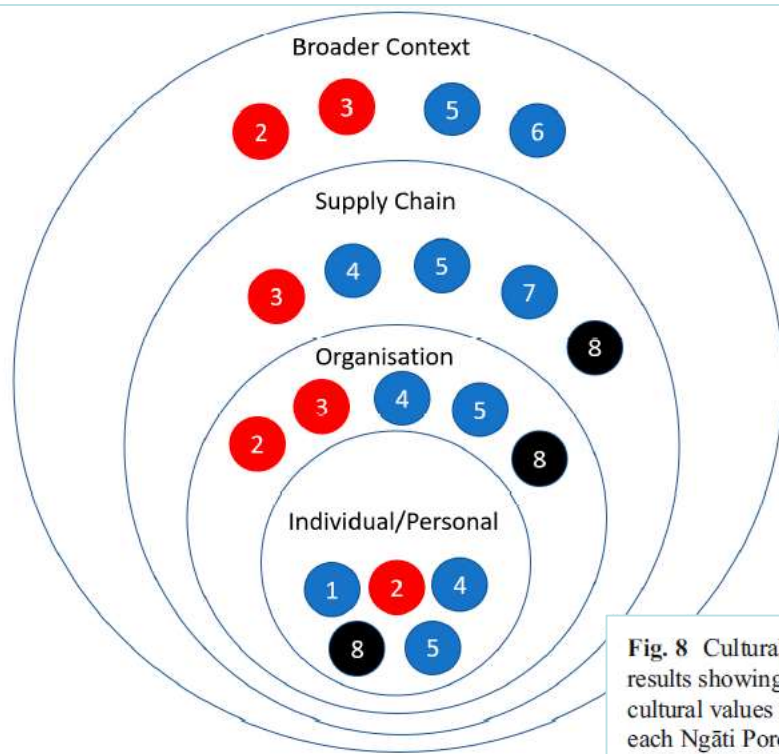 Broader Context
2 3 5 6
Supply Chain
3 4 5 7 8
Organisation
2 3 4 5 8
Individual/Personal
1 2 4
8 5
Fig. 8 Cultural
results showing
cultural values
each Ngāti Poro